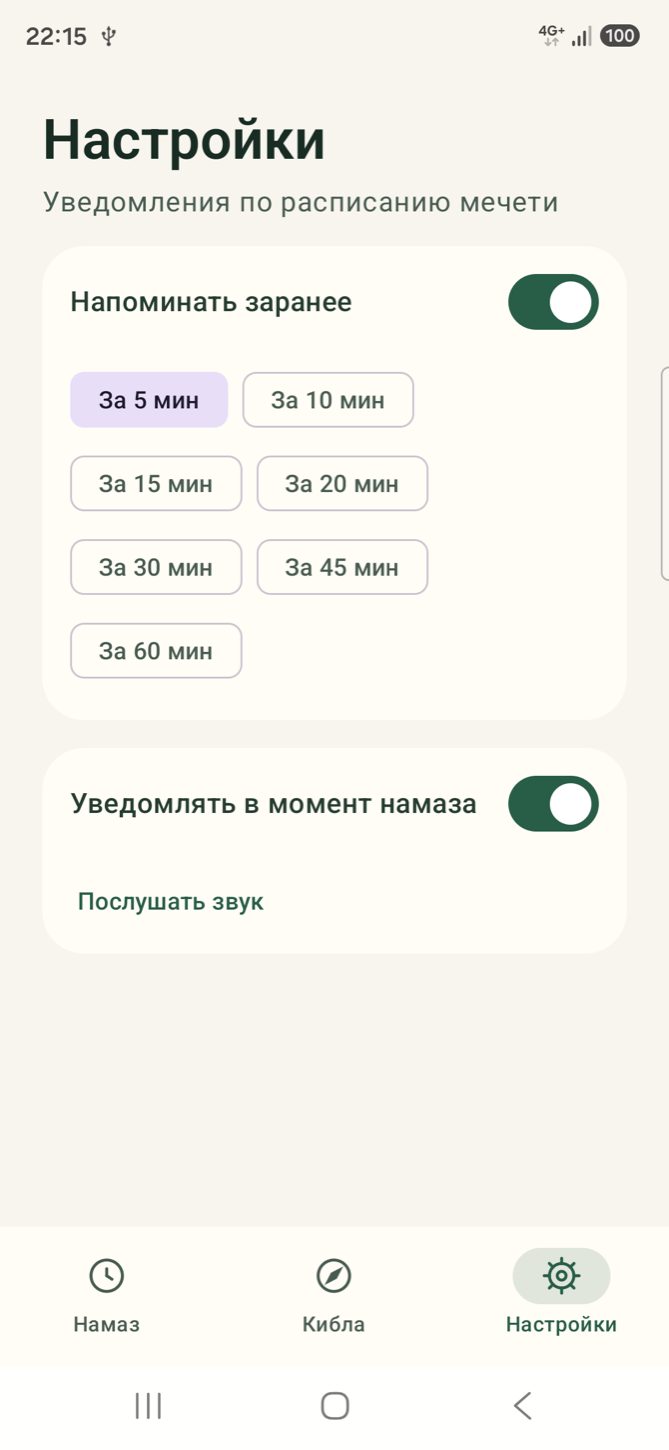 22:15 4G+ 100
Настройки
Уведомления по расписанию мечети
Напоминать заранее
За 5 мин За 10 мин
За 15 мин За 20 мин
За 30 мин За 45 мин
За 60 мин
Уведомлять в момент намаза
Послушать звук
Намаз Кибла Настройки